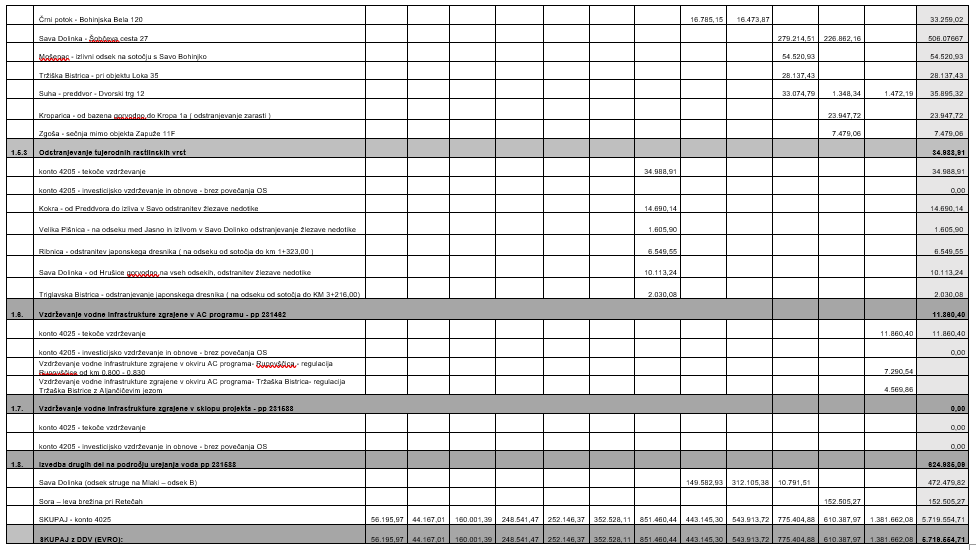 Črni potok - Bohinjska Bela 120 16.785,15 16.473,87 33.259,02
Sava Dolinka - Šobčeva cesta 27 279.214,51 226.862,16 506.07667
Mošenac - izlivni odsek na sotočju s Savo Bohinjko 54.520,93 54.520,93
Tržiška Bistrica - pri objektu Loka 35 28.137,43 28.137,43
Suha - preddvor - Dvorski trg 12 33.074,79 1.348,34 1.472,19 35.895,32
Kroparica - od bazena gorvodno do Kropa 1a ( odstranjevanje zarasti ) 23.947,72 23.947,72
Zgoša - sečnja mimo objekta Zapuže 11F 7.479,06 7.479,06
1.5.3 Odstranjevanje tujerodnih rastlinskih vrst 34.988,91
konto 4205 - tekoče vzdrževanje 34.988,91 34.988,91
konto 4205 - investicijsko vzdrževanje in obnove - brez povečanja OS 0,00
Kokra - od Preddvora do izliva v Savo odstranitev žlezave nedotike 14.690,14 14.690,14
Velika Pišnica - na odseku med Jasno in izlivom v Savo Dolinko odstranjevanje žlezave nedotike 1.605,90 1.605,90
Ribnica - odstranitev japonskega dresnika ( na odseku od sotočja do km 1+323,00 ) 6.549,55 6.549,55
Sava Dolinka - od Hrušice gorvodno na vseh odsekih, odstranitev žlezave nedotike 10.113,24 10.113,24
Triglavska Bistrica - odstranjevanje japonskega dresnika ( na odseku od sotočja do KM 3+216,00) 2.030,08 2.030,08
1.6. Vzdrževanje vodne infrastrukture zgrajene v AC programu - pp 231462 11.860,40
konto 4025 - tekoče vzdrževanje 11.860,40 11.860,40
konto 4205 - investicijsko vzdrževanje in obnove - brez povečanja OS 0,00
Vzdrževanje vodne infrastrukture zgrajene v okviru AC programa- Rupovščica - regulacija
Rupovščice od km 0.800 - 0.830 7.290,54
Vzdrževanje vodne infrastrukture zgrajene v okviru AC programa- Tržaška Bistrica- regulacija
Tržaška Bistrice z Aljančičevim jezom 4.569,86
1.7. Vzdrževanje vodne infrastrukture zgrajene v sklopu projekta - pp 231588 0,00
konto 4025 - tekoče vzdrževanje 0,00
konto 4205 - investicijsko vzdrževanje in obnove - brez povečanja OS 0,00
1.8. Izvedba drugih del na področju urejanja voda pp 231588 624.985,09
Sava Dolinka (odsek struge na Mlaki – odsek B) 149.582,93 312.105,38 10.791,51 472.479,82
Sora – leva brežina pri Retečah 152.505,27 152.505,27
SKUPAJ - konto 4025 56.195,97 44.167,01 160.001,39 248.541,47 252.146,37 352.528,11 851.460,44 443.145,30 543.913,72 775.404,88 610.387,97 1.381.662,08 5.719.554,71
SKUPAJ z DDV (EVRO): 56.195,97 44.167,01 160.001,39 248.541,47 252.146,37 352.528,11 851.460,44 443.145,30 543.913,72 775.404,88 610.387,97 1.381.662,08 5.719.554,71